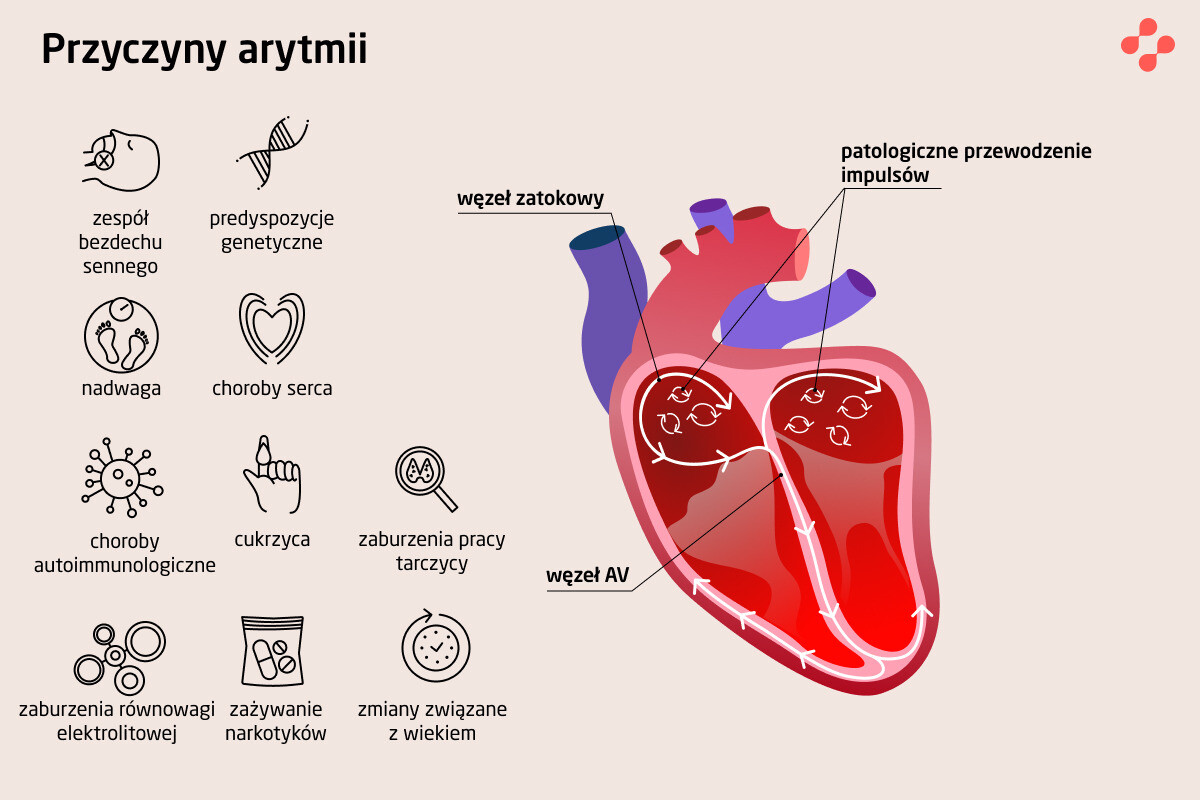 Przyczyny arytmii
zespół
bezdechu
sennego
predyspozycje
genetyczne
nadwaga
choroby serca
choroby
autoimmunologiczne
cukrzyca
zaburzenia pracy
tarczycy
zaburzenia równowagi
elektrolitowej
zażywanie
narkotyków
zmiany związane
z wiekiem
węzeł zatokowy
patologiczne przewodzenie
impulsów
węzeł AV